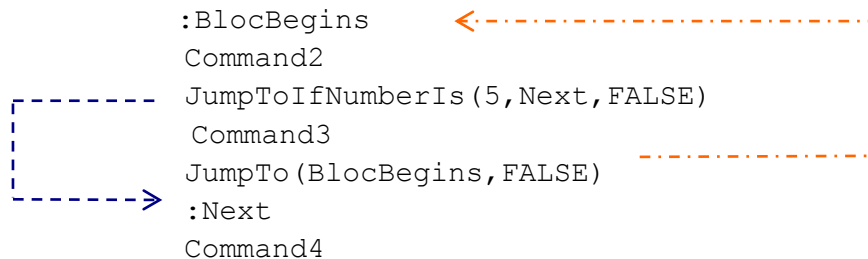 :BlocBegins
Command2
JumpToIfNumberIs(5,Next,FALSE)
Command3
JumpTo(BlocBegins,FALSE)
:Next
Command4